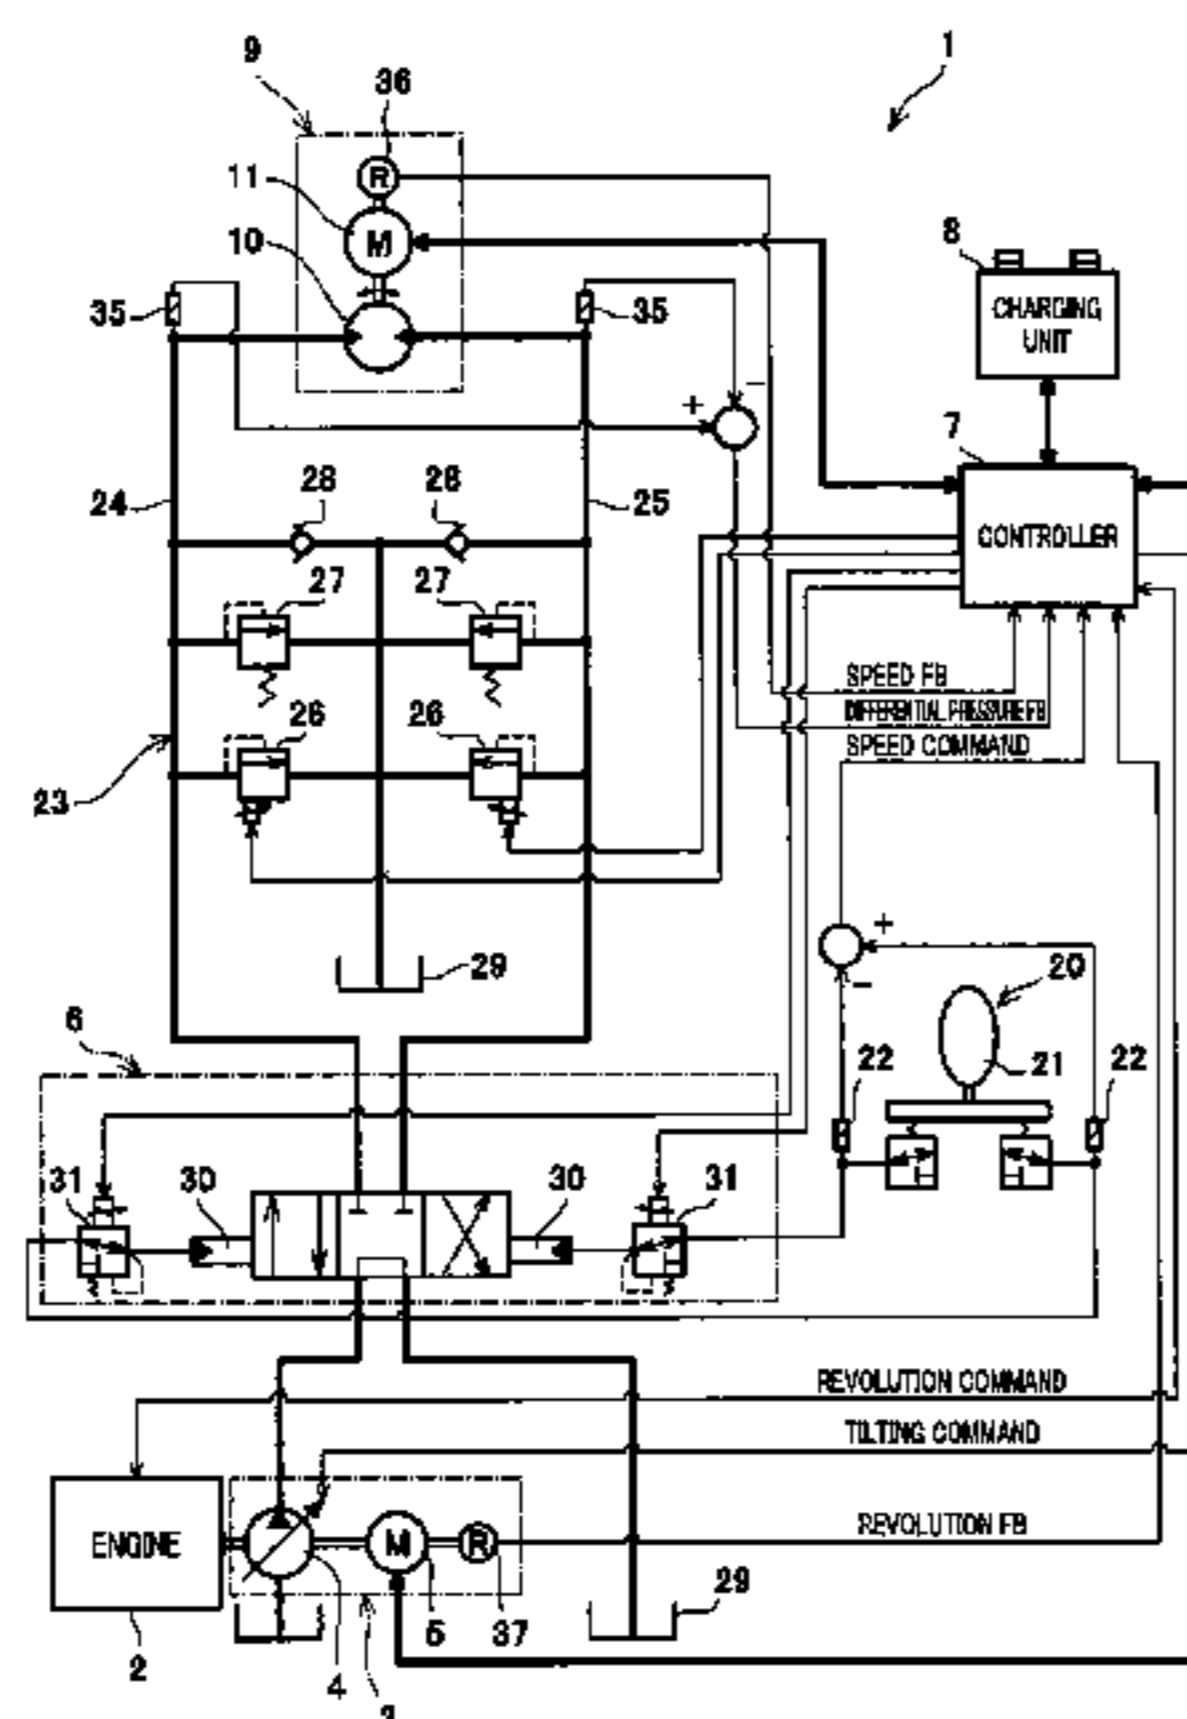 1
9
36
11
R
10
M
8
35
35
CHARGING
UNIT
-
+
7
24
28
28
25
CONTROLLER
27
27
SPEED FB
26
26
DIFFERENTIAL PRESSURE FB
SPEED COMMAND
23
+
29
20
-
6
22
21
22
31
30
30
31
REVOLUTION COMMAND
TILTING COMMAND
ENGINE
M
R
REVOLUTION FB
29
2
4
5
37
3